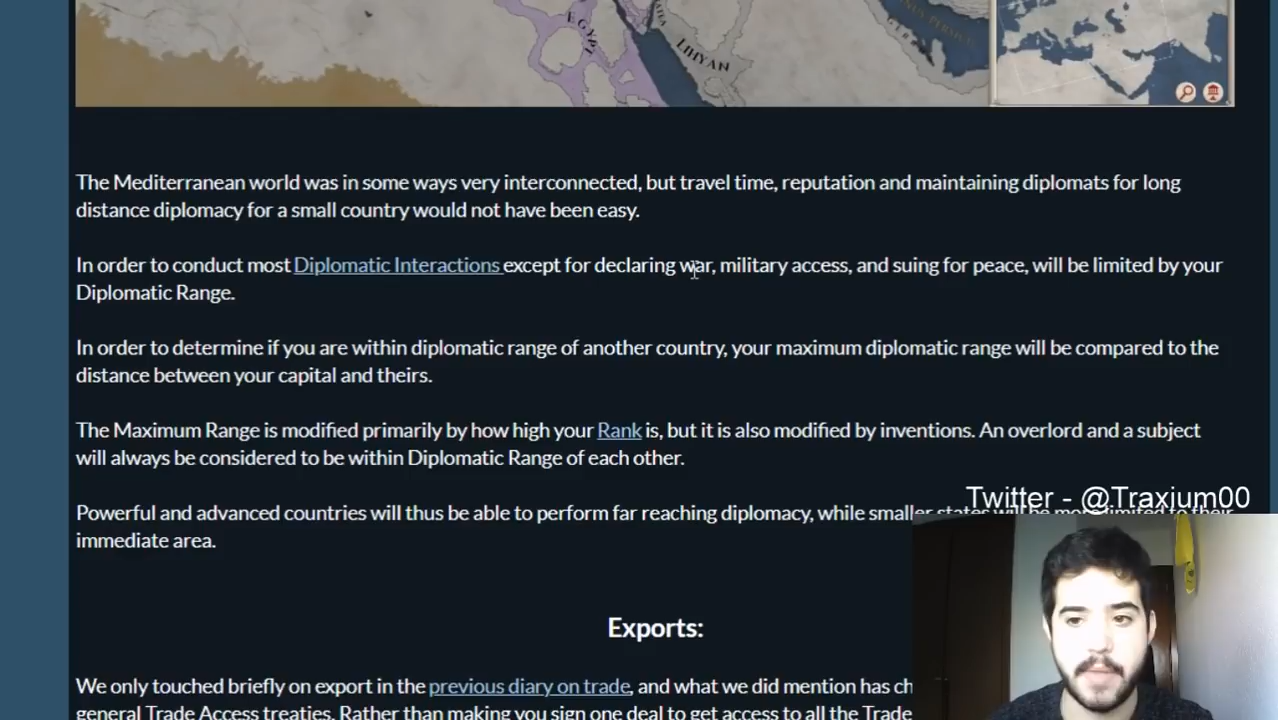 EGYPT
LIHYAN
The Mediterranean world was in some ways very interconnected, but travel time, reputation and maintaining diplomats for long
distance diplomacy for a small country would not have been easy.
In order to conduct most Diplomatic Interactions except for declaring war, military access, and suing for peace, will be limited by your
Diplomatic Range.
In order to determine if you are within diplomatic range of another country, your maximum diplomatic range will be compared to the
distance between your capital and theirs.
The Maximum Range is modified primarily by how high your Rank is, but it is also modified by inventions. An overlord and a subject
will always be considered to be within Diplomatic Range of each other.
Twitter - @Traxium00
Powerful and advanced countries will thus be able to perform far reaching diplomacy, while smaller states will be more limited to their
immediate area.
Exports:
We only touched briefly on export in the previous diary on trade, and what we did mention has ch
general Trade Access treaties. Rather than making you sign one deal to get access to all the Trade